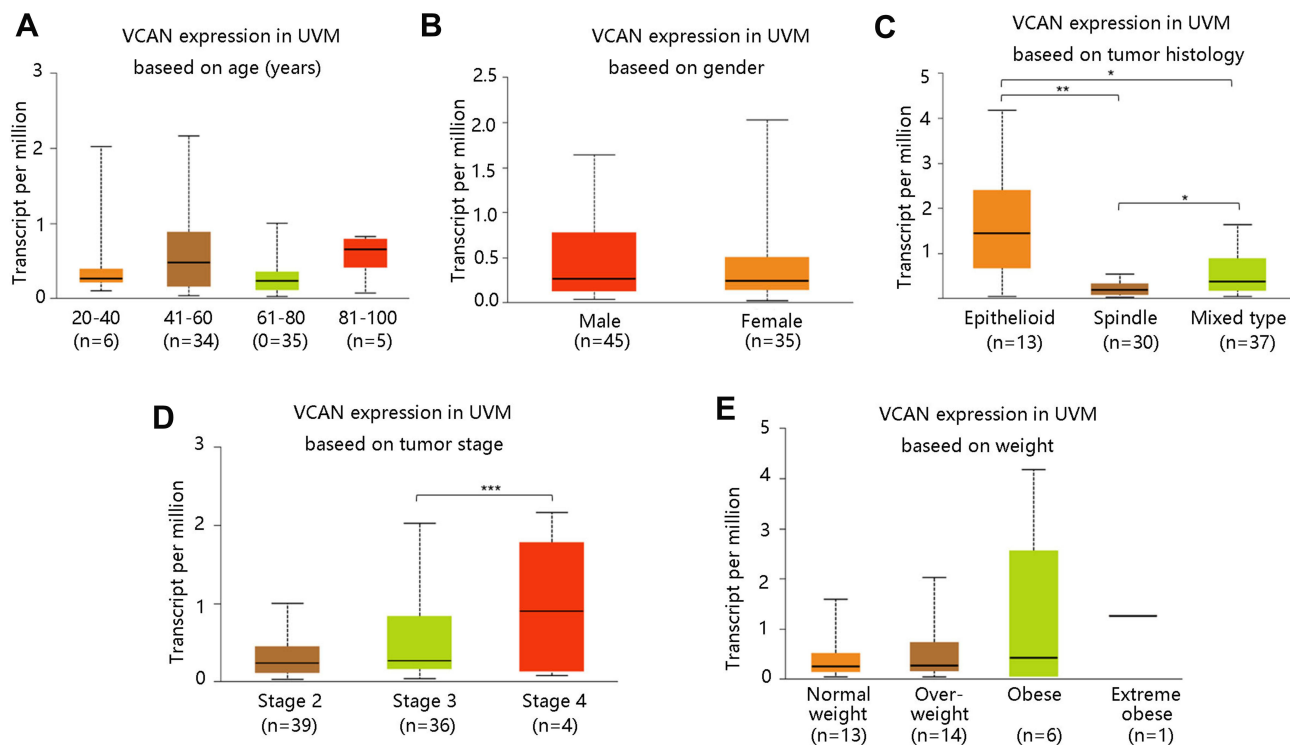 A
VCAN expression in UVM
baseed on age (years)
Transcript per million
3
2
1
0
20-40
41-60
61-80
81-100
(n=6)
(n=34)
(0=35)
(n=5)
B
VCAN expression in UVM
baseed on gender
Transcript per million
2.5
2.0
1.5
1.0
0.5
0.0
Male
Female
(n=45)
(n=35)
C
VCAN expression in UVM
baseed on tumor histology
Transcript per million
5
4
3
2
1
*
**
*
Epithelioid
Spindle
Mixed type
(n=13)
(n=30)
(n=37)
D
VCAN expression in UVM
baseed on tumor stage
Transcript per million
3
2
1
0
***
Stage 2
Stage 3
Stage 4
(n=39)
(n=36)
(n=4)
E
VCAN expression in UVM
baseed on weight
Transcript per million
5
4
3
2
1
0
Normal
weight
(n=13)
Over-
weight
(n=14)
Obese
(n=6)
Extreme
obese
(n=1)